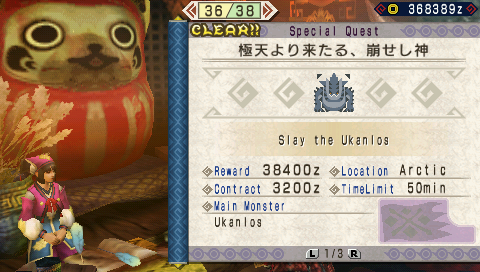 36/38
368389z
CLEAR!!
Special Quest
極天より来たる、崩せし神
Slay the Ukanlos
Reward 38400z Location Arctic
Contract 3200z TimeLimit 50min
Main Monster
Ukanlos
L 1/3 R